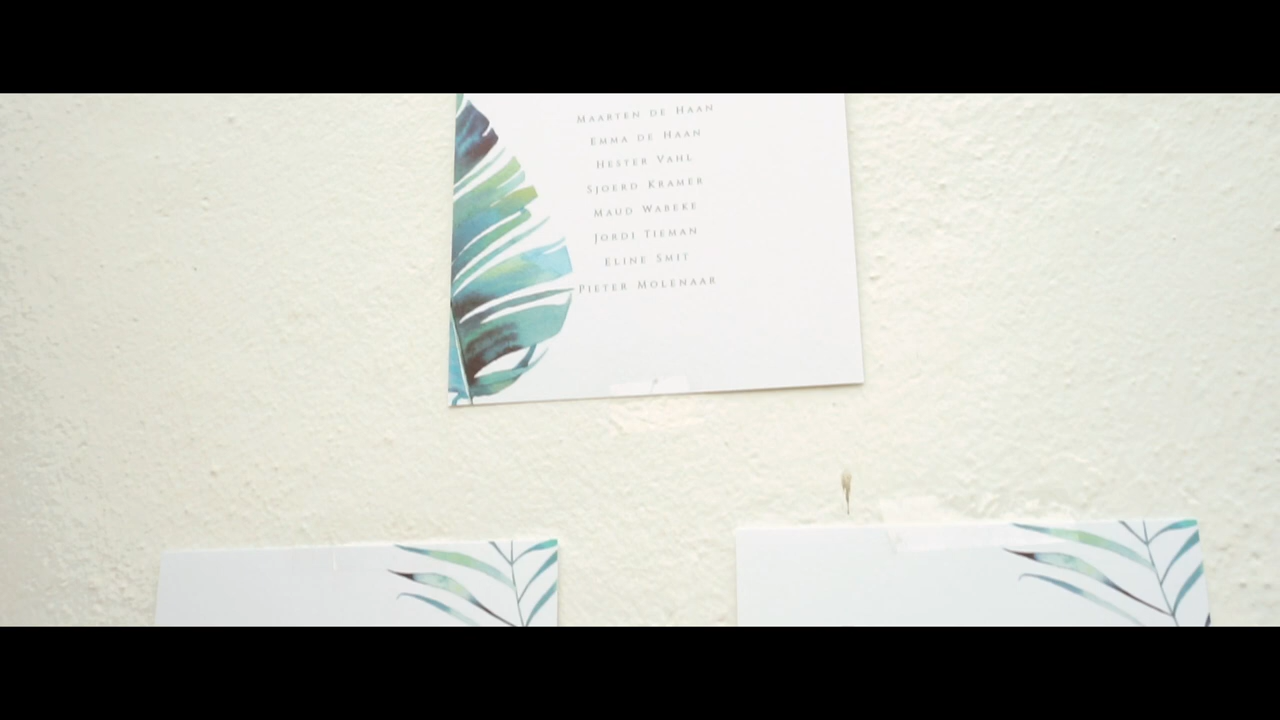 Maarten de Haan
Emma de Haan
Hester Vahl
Sjoerd Kramer
Maud Wabeke
Jordi Tieman
Eline Smit
Pieter Molenaar